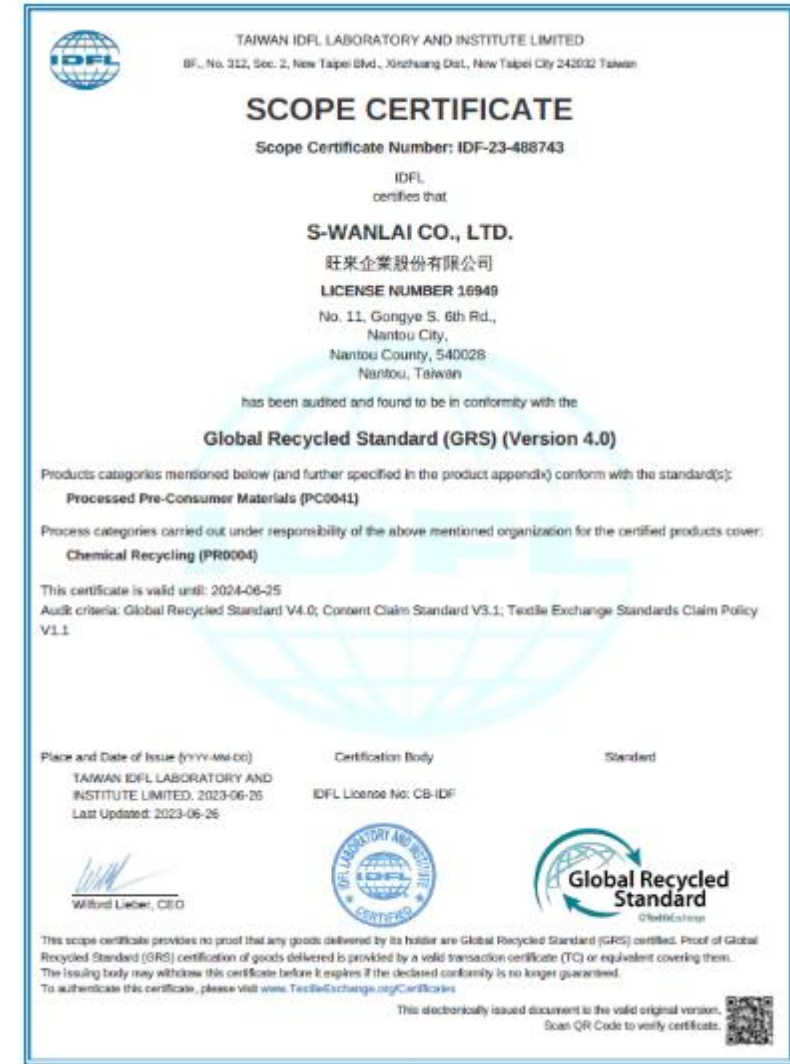 IDFL
TAIWAN IDFL LABORATORY AND INSTITUTE LIMITED
8F., No. 312, Sec. 2, New Taipei Blvd., Xinzhuang Dist., New Taipei City 242032 Taiwan
SCOPE CERTIFICATE
Scope Certificate Number: IDF-23-488743
IDFL
certifies that
S-WANLAI CO., LTD.
旺來企業股份有限公司
LICENSE NUMBER 16949
No. 11, Gongye S. 6th Rd.,
Nantou City,
Nantou County, 540028
Nantou, Taiwan
has been audited and found to be in conformity with the
Global Recycled Standard (GRS) (Version 4.0)
Products categories mentioned below (and further specified in the product appendix) conform with the standard(s):
Processed Pre-Consumer Materials (PC0041)
Process categories carried out under responsibility of the above mentioned organization for the certified products cover:
Chemical Recycling (PR0004)
This certificate is valid until: 2024-06-25
Audit criteria: Global Recycled Standard V4.0; Content Claim Standard V3.1; Textile Exchange Standards Claim Policy
V1.1
IDFL
Place and Date of Issue (YYYY-MM-DD)
TAIWAN IDFL LABORATORY AND
INSTITUTE LIMITED, 2023-06-26
Last Updated: 2023-06-26
Wilford Lieber, CEO
Certification Body
IDFL License No: CB-IDF
IDFL LABORATORY AND INSTITUTE
IDFL
CERTIFIED
Standard
Global Recycled
Standard
©TextileExchange
This scope certificate provides no proof that any goods delivered by its holder are Global Recycled Standard (GRS) certified. Proof of Global
Recycled Standard (GRS) certification of goods delivered is provided by a valid transaction certificate (TC) or equivalent covering them.
The issuing body may withdraw this certificate before it expires if the declared conformity is no longer guaranteed.
To authenticate this certificate, please visit www.TextileExchange.org/Certificates
This electronically issued document is the valid original version.
Scan QR Code to verify certificate.